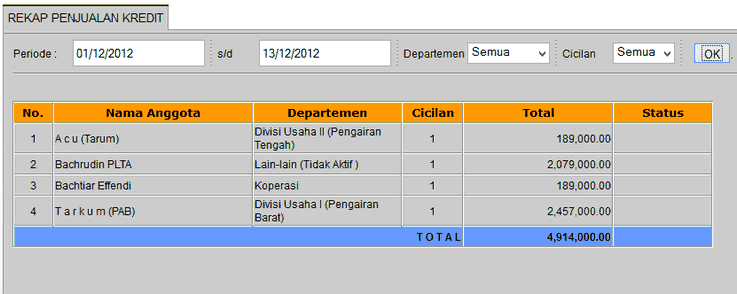 REKAP PENJUALAN KREDIT
Periode : 01/12/2012 s/d 13/12/2012 Departemen Semua Cicilan Semua OK .
No. Nama Anggota Departemen Cicilan Total Status
1 A c u (Tarum) Divisi Usaha II (Pengairan Tengah) 1 189,000.00
2 Bachrudin PLTA Lain-lain (Tidak Aktif ) 1 2,079,000.00
3 Bachtiar Effendi Koperasi 1 189,000.00
4 T a r k u m (PAB) Divisi Usaha I (Pengairan Barat) 1 2,457,000.00
T O T A L 4,914,000.00